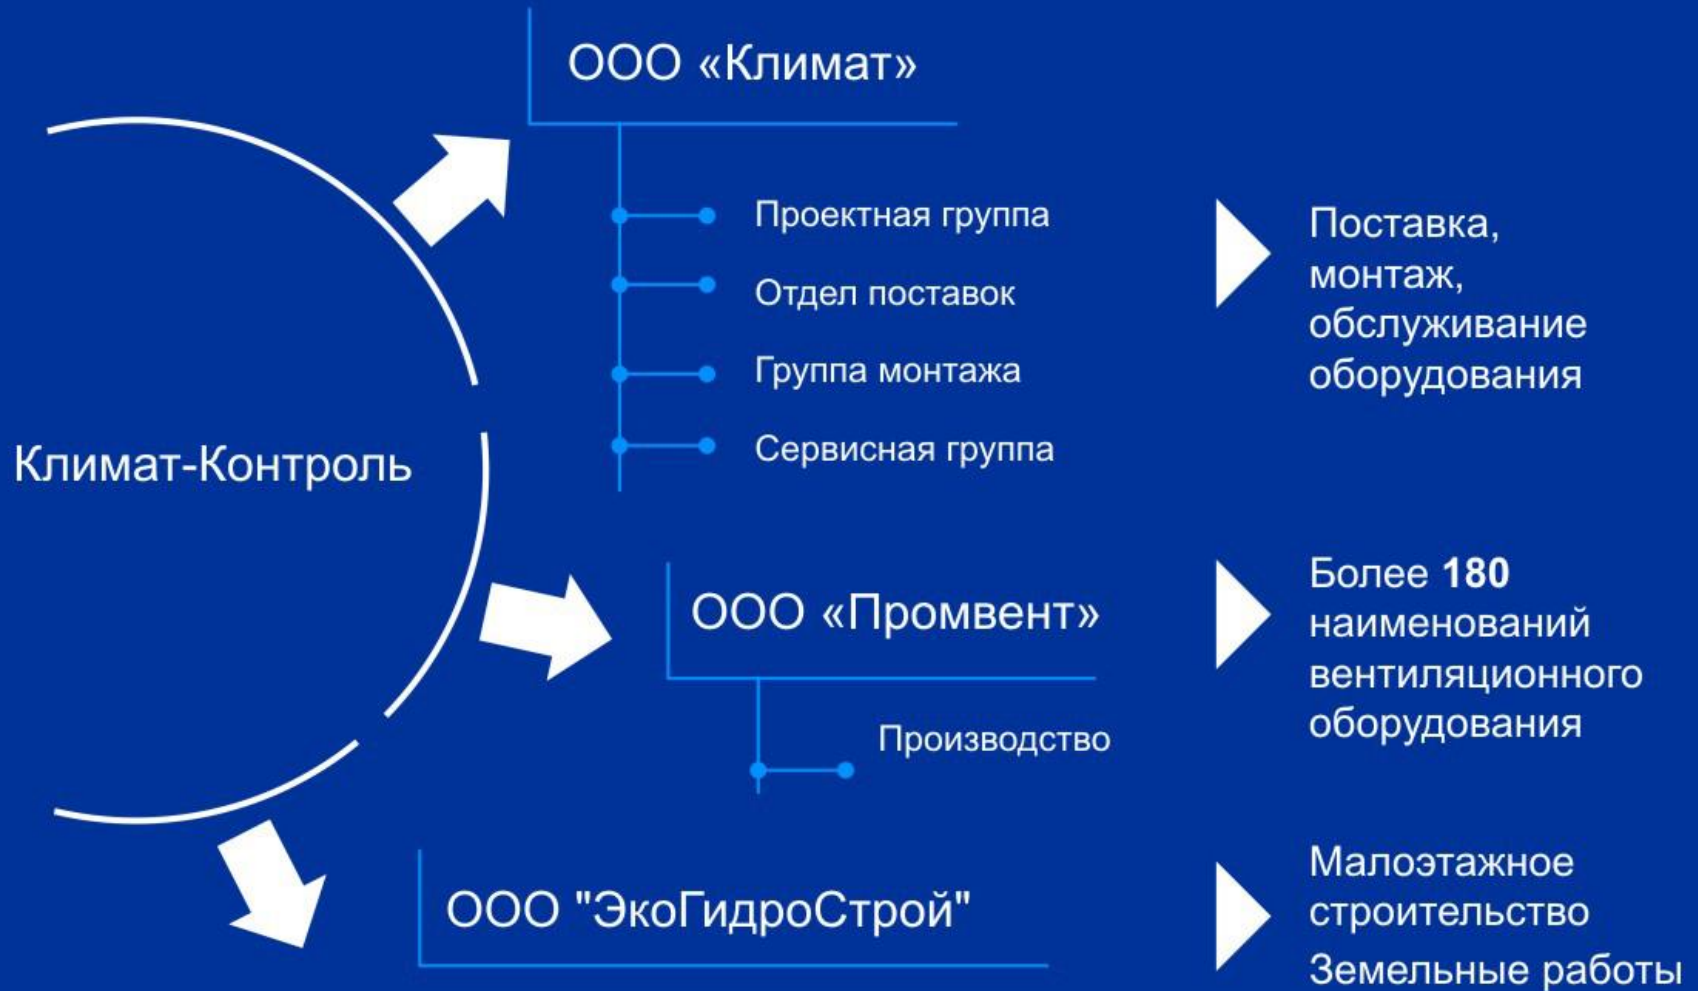 ООО «Климат»
Проектная группа
Отдел поставок
Группа монтажа
Сервисная группа
Поставка,
монтаж,
обслуживание
оборудования
Климат-Контроль
ООО «Промвент»
Производство
Более 180
наименований
вентиляционного
оборудования
ООО "ЭкоГидроСтрой"
Малоэтажное
строительство
Земельные работы